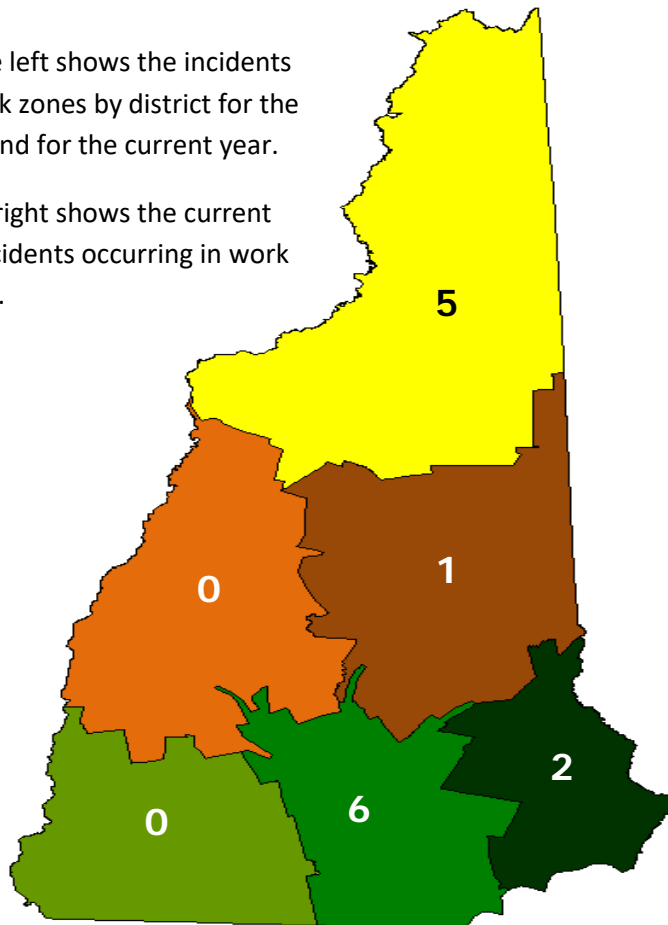 e left shows the incidents
k zones by district for the
nd for the current year.
right shows the current
cidents occurring in work
.
5
1
0
2
6
0